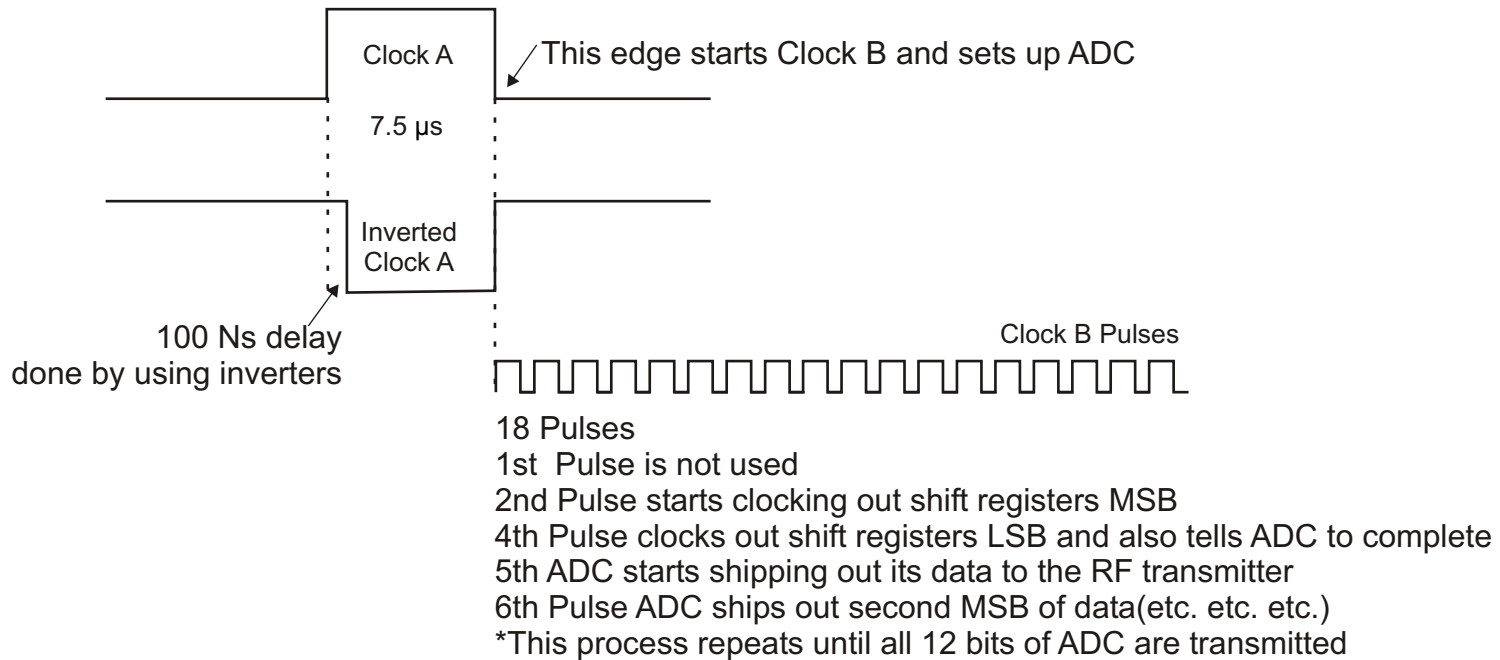 Clock A
This edge starts Clock B and sets up ADC
7.5 µs
Inverted
Clock A
100 Ns delay
done by using inverters
Clock B Pulses
18 Pulses
1st Pulse is not used
2nd Pulse starts clocking out shift registers MSB
4th Pulse clocks out shift registers LSB and also tells ADC to complete
5th ADC starts shipping out its data to the RF transmitter
6th Pulse ADC ships out second MSB of data(etc. etc. etc.)
*This process repeats until all 12 bits of ADC are transmitted